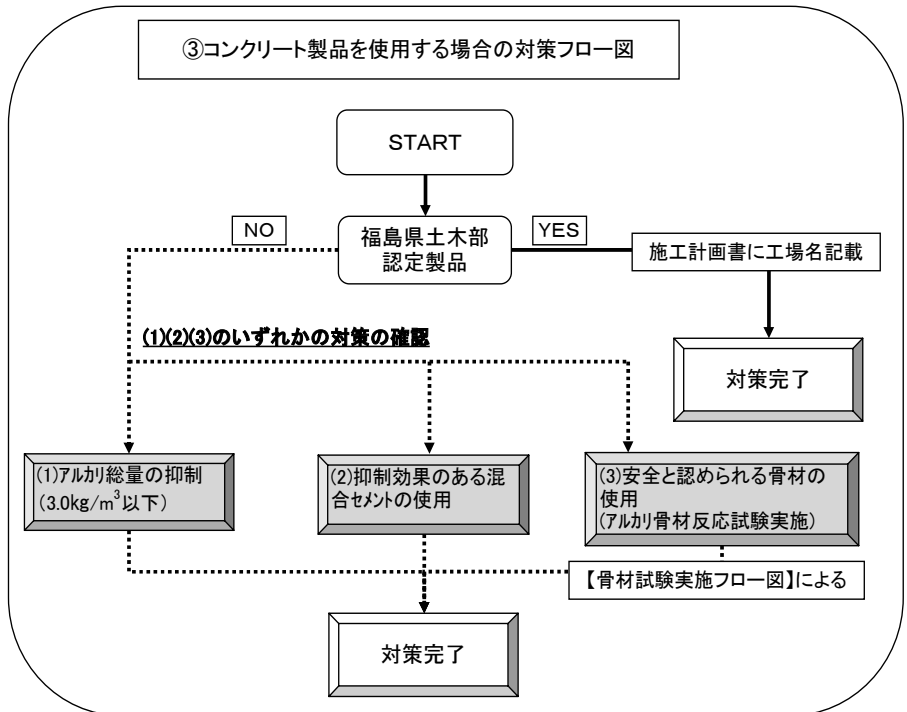 ③コンクリート製品を使用する場合の対策フロー図
START
NO
福島県土木部
認定製品
YES
施工計画書に工場名記載
(1)(2)(3)のいずれかの対策の確認
対策完了
(1)アルカリ総量の抑制
(3.0kg/m³以下)
(2)抑制効果のある混
合セメントの使用
(3)安全と認められる骨材の
使用
(アルカリ骨材反応試験実施)
【骨材試験実施フロー図】による
対策完了